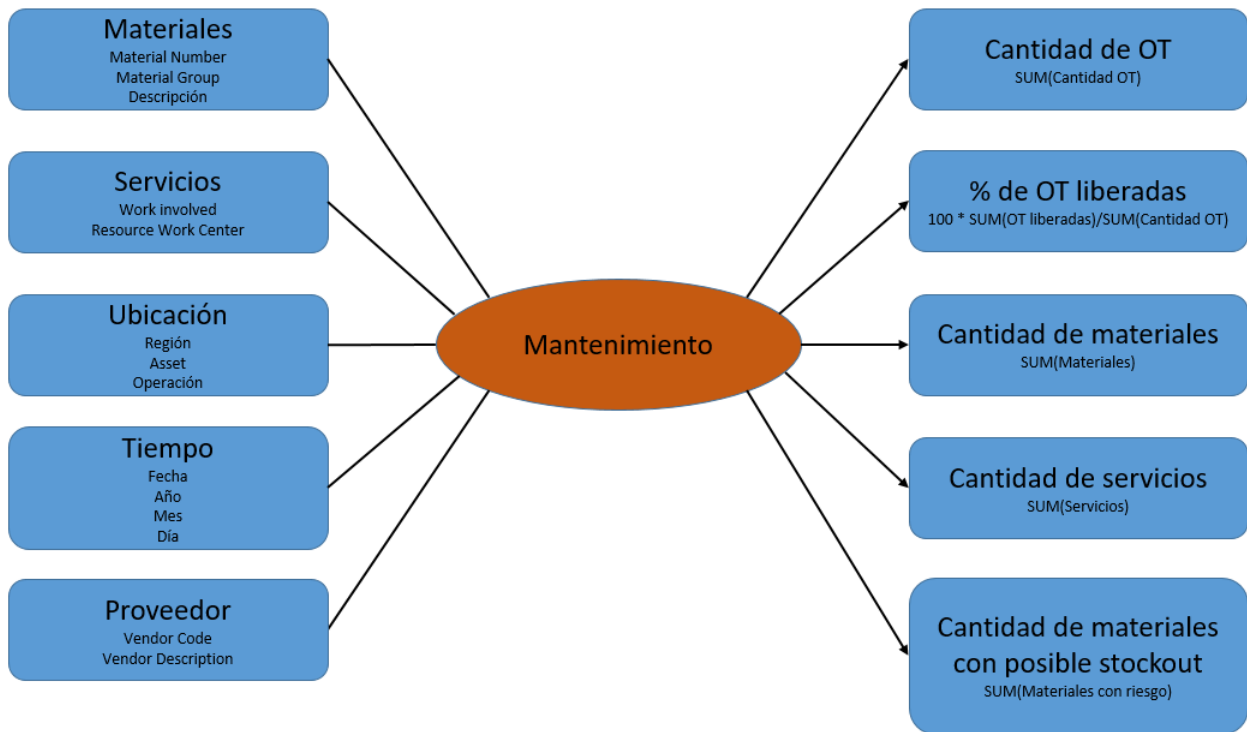 Materiales
Material Number
Material Group
Descripción
Servicios
Work involved
Resource Work Center
Ubicación
Región
Asset
Operación
Tiempo
Fecha
Año
Mes
Día
Proveedor
Vendor Code
Vendor Description
Mantenimiento
Cantidad de OT
SUM(Cantidad OT)
% de OT liberadas
100 * SUM(OT liberadas)/SUM(Cantidad OT)
Cantidad de materiales
SUM(Materiales)
Cantidad de servicios
SUM(Servicios)
Cantidad de materiales
con posible stockout
SUM(Materiales con riesgo)